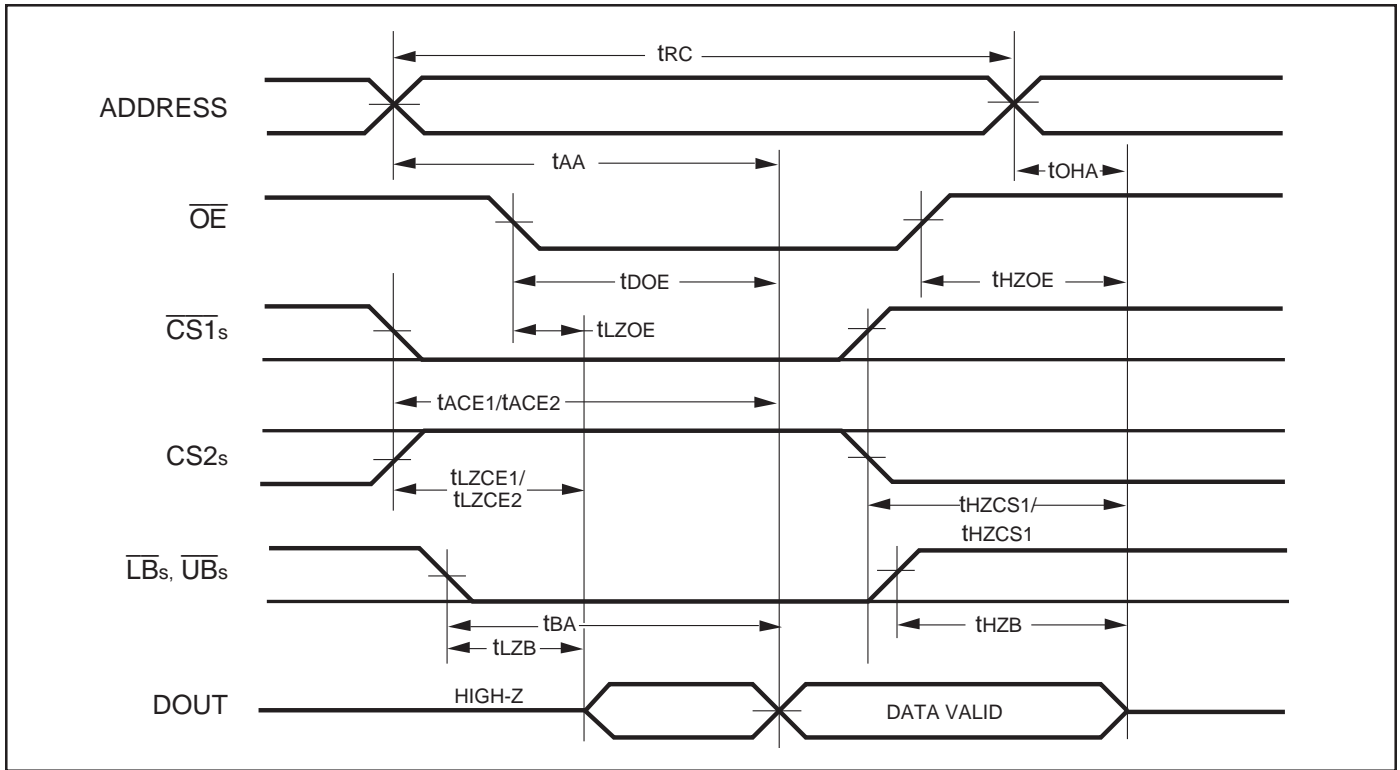 tRC
ADDRESS
tAA
tOHA
OE
tDOE
tHZOE
CS1s
tLZOE
tACE1/tACE2
CS2s
tLZCE1/
tLZCE2
tHZCS1/
tHZCS1
LBs, UBs
tBA
tHZB
tLZB
HIGH-Z
DOUT
DATA VALID